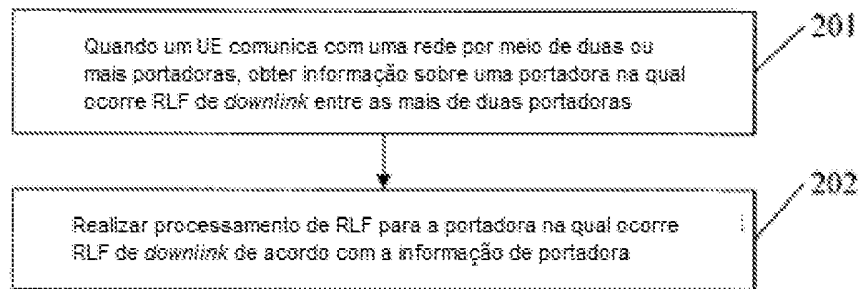 201
Quando um UE comunica com uma rede por meio de duas ou
mais portadoras, obter informação sobre uma portadora na qual
ocorre RLF de downlink entre as mais de duas portadoras
202
Realizar processamento de RLF para a portadora na qual ocorre
RLF de downlink de acordo com a informação de portadora